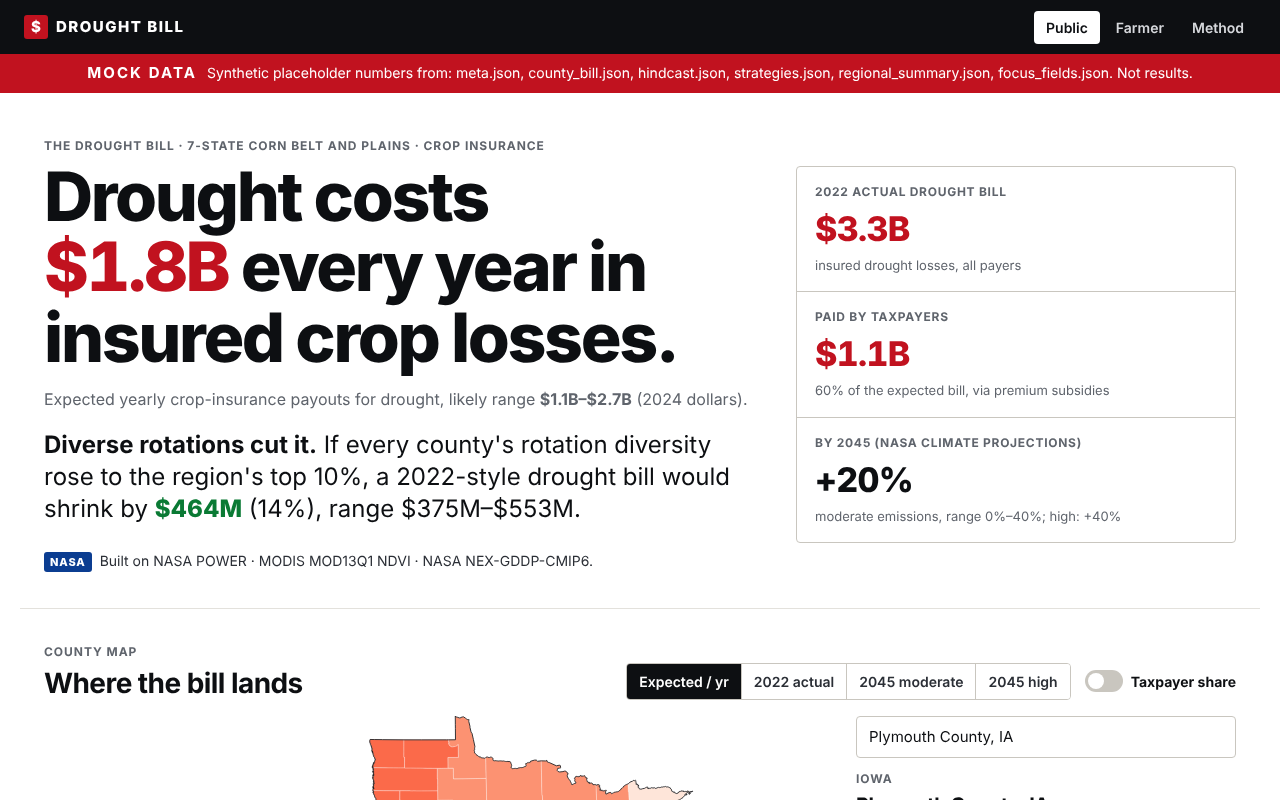 $ DROUGHT BILL
Public Farmer Method
MOCK DATA Synthetic placeholder numbers from: meta.json, county_bill.json, hindcast.json, strategies.json, regional_summary.json, focus_fields.json. Not results.
THE DROUGHT BILL · 7-STATE CORN BELT AND PLAINS · CROP INSURANCE
Drought costs
$1.8B every year in
insured crop losses.
Expected yearly crop-insurance payouts for drought, likely range $1.1B–$2.7B (2024 dollars).
Diverse rotations cut it. If every county's rotation diversity
rose to the region's top 10%, a 2022-style drought bill would
shrink by $464M (14%), range $375M–$553M.
NASA Built on NASA POWER · MODIS MOD13Q1 NDVI · NASA NEX-GDDP-CMIP6.
2022 ACTUAL DROUGHT BILL
$3.3B
insured drought losses, all payers
PAID BY TAXPAYERS
$1.1B
60% of the expected bill, via premium subsidies
BY 2045 (NASA CLIMATE PROJECTIONS)
+20%
moderate emissions, range 0%–40%; high: +40%
COUNTY MAP
Where the bill lands
Expected / yr 2022 actual 2045 moderate 2045 high Taxpayer share
Plymouth County, IA
IOWA
Plymouth County, IA